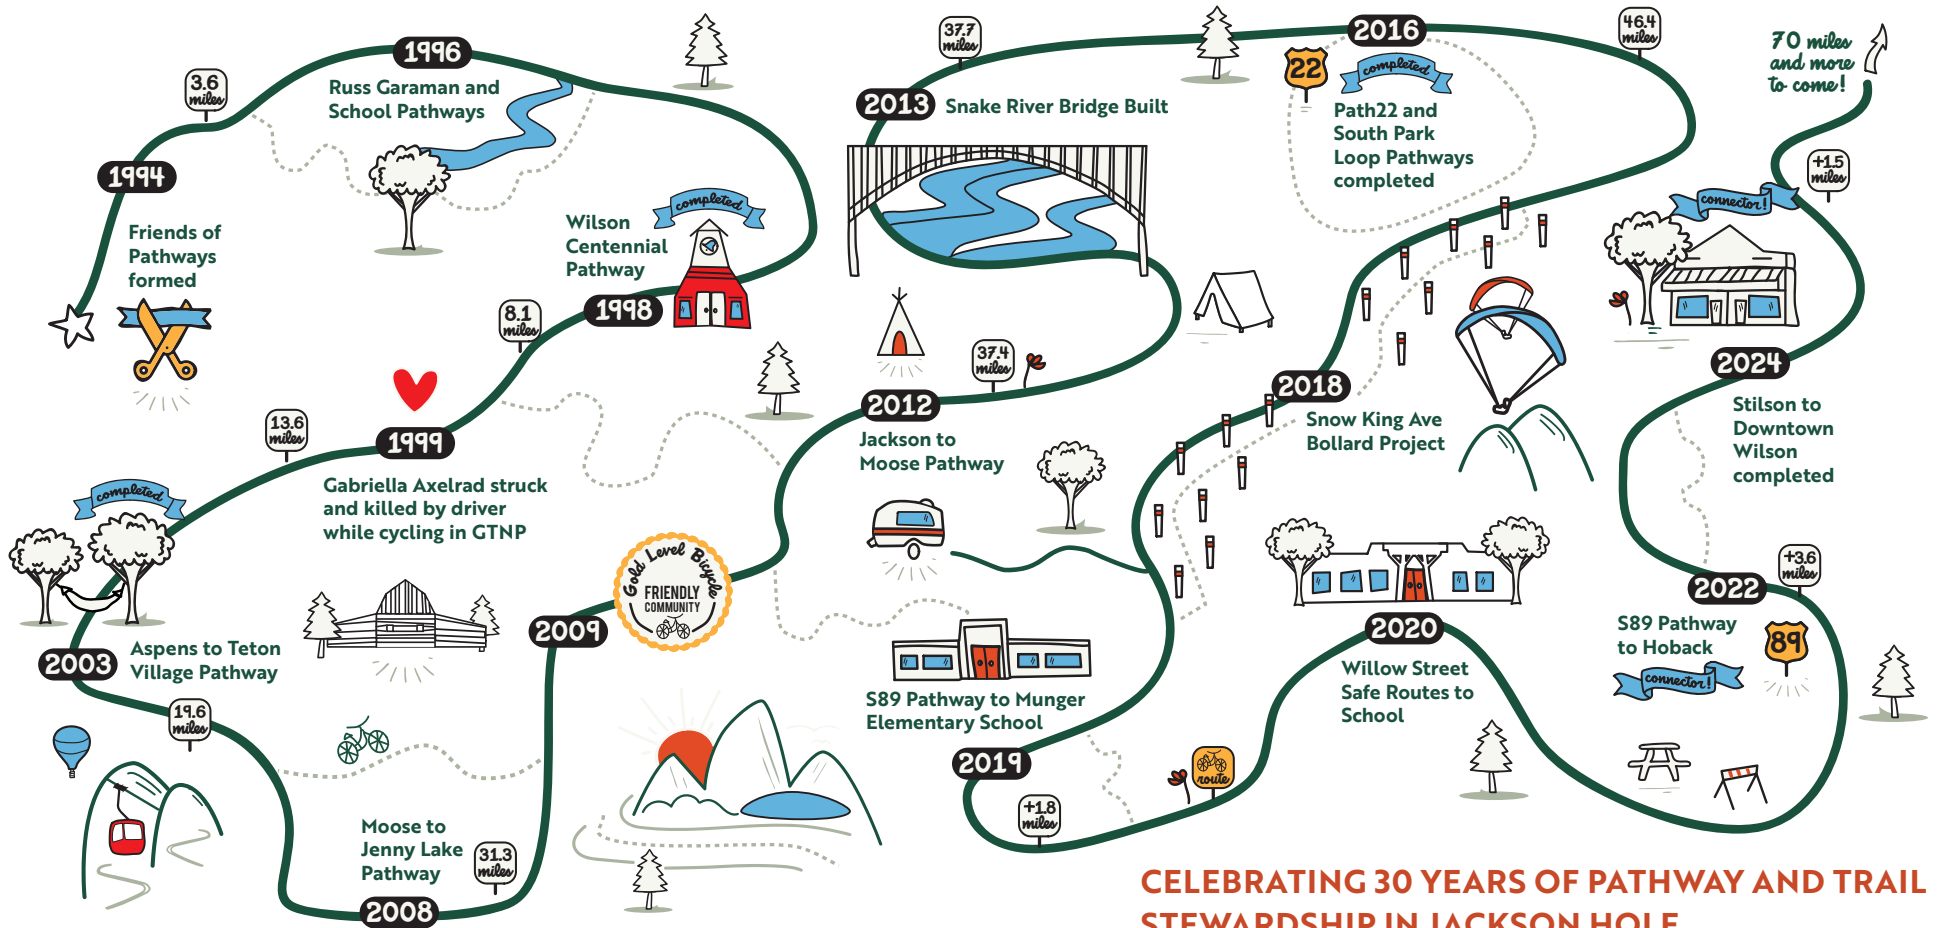 1994
Friends of
Pathways
formed
3.6
miles
1996
Russ Garaman and
School Pathways
completed
Wilson
Centennial
Pathway
1998
8.1
miles
1999
Gabriella Axelrad struck
and killed by driver
while cycling in GTNP
13.6
miles
completed
2003
Aspens to Teton
Village Pathway
19.6
miles
Moose to
Jenny Lake
Pathway
2008
31.3
miles
2009
Gold Level Bicycle
FRIENDLY
COMMUNITY
2012
Jackson to
Moose Pathway
37.4
miles
2013
Snake River Bridge Built
37.7
miles
2016
22
completed
Path22 and
South Park
Loop Pathways
completed
46.4
miles
2018
Snow King Ave
Bollard Project
S89 Pathway to Munger
Elementary School
2019
+1.8
miles
route
2020
Willow Street
Safe Routes to
School
2022
+3.6
miles
S89 Pathway
to Hoback
89
connector!
2024
Stilson to
Downtown
Wilson
completed
connector!
+1.5
miles
70 miles
and more
to come!
CELEBRATING 30 YEARS OF PATHWAY AND TRAIL
STEWARDSHIP IN JACKSON HOLE